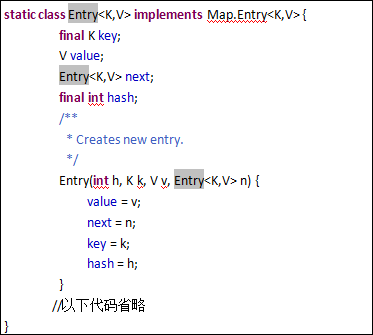 static class Entry<K,V> implements Map.Entry<K,V> {
final K key;
V value;
Entry<K,V> next;
final int hash;
/**
* Creates new entry.
*/
Entry(int h, K k, V v, Entry<K,V> n) {
value = v;
next = n;
key = k;
hash = h;
}
//以下代码省略
}